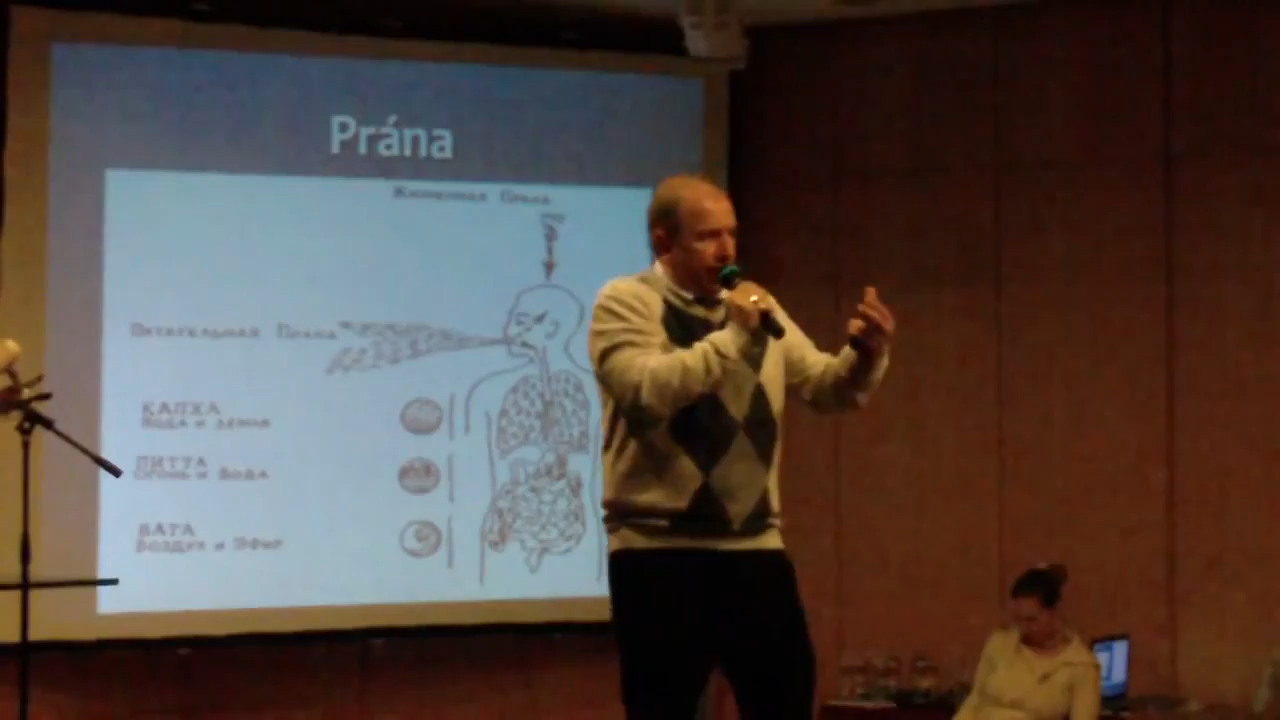 Prána
Жизненная Прана
Питательная Прана
КАПХА
ВОДА И ЗЕМЛЯ
ПИТТА
ОГОНЬ И ВОДА
ВАТА
ВОЗДУХ И ЭФИР